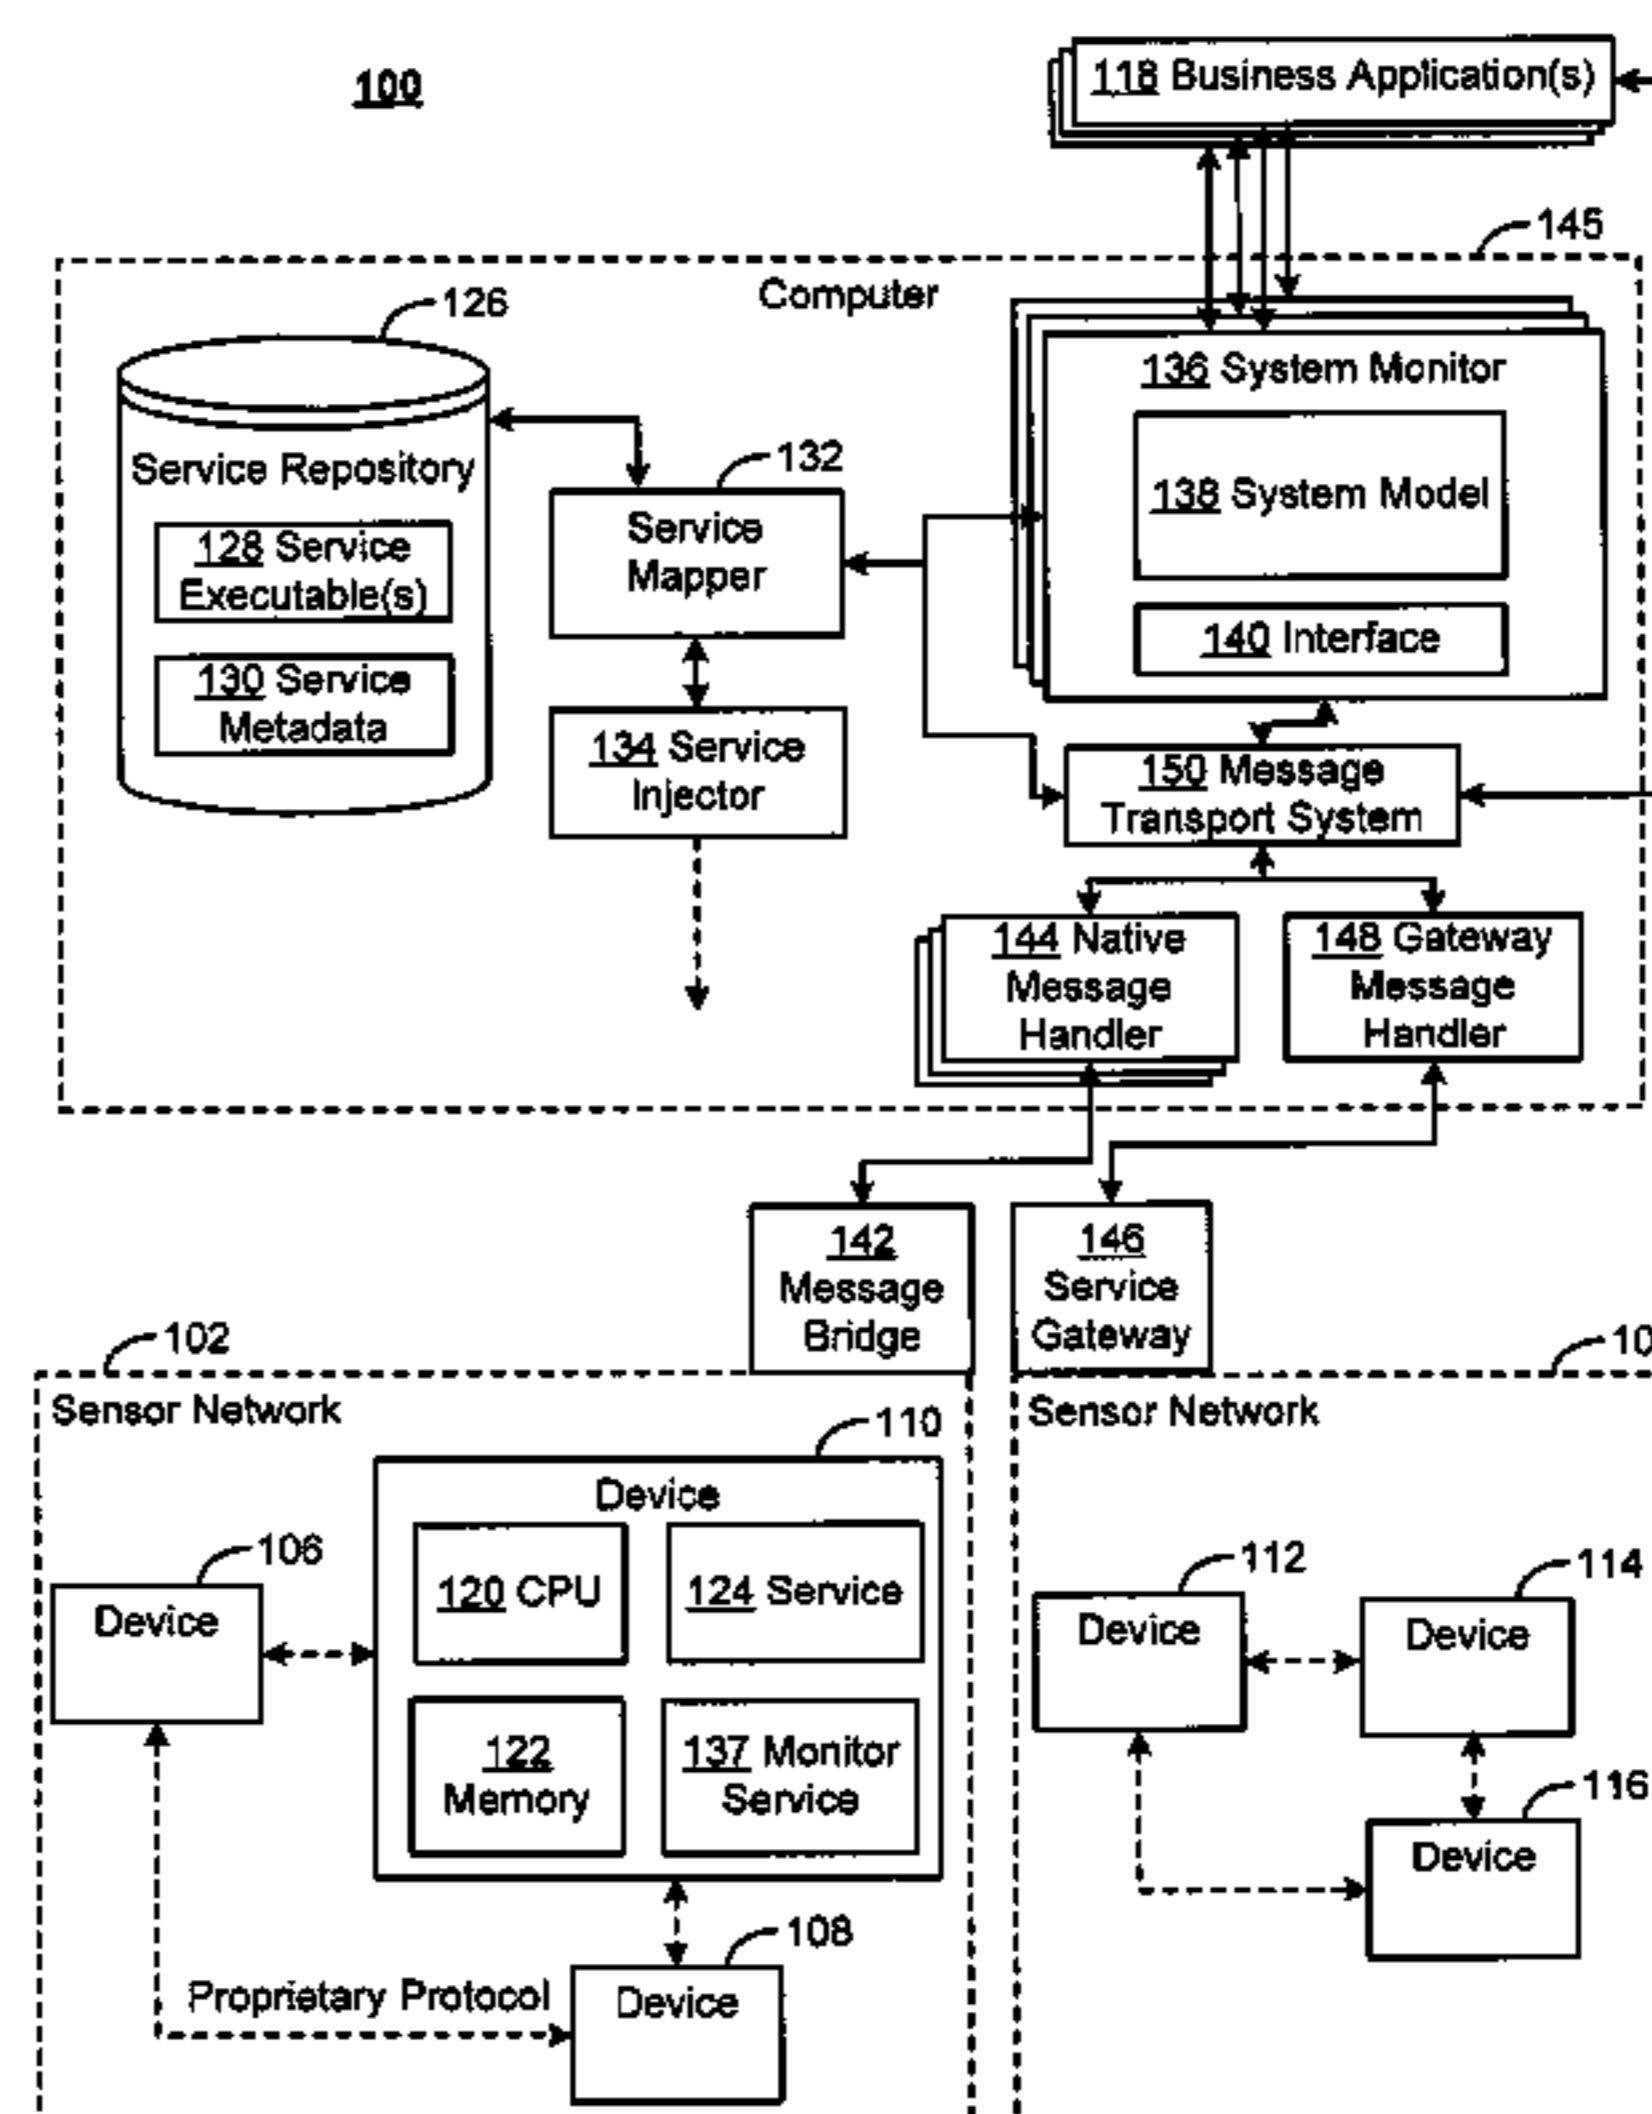 100
118 Business Application(s)
145
Computer
126
136 System Monitor
132
Service Repository
138 System Model
Service
Mapper
128 Service
Executable(s)
140 Interface
130 Service
Metadata
134 Service
Injector
150 Message
Transport System
144 Native
Message
Handler
148 Gateway
Message
Handler
142
Message
Bridge
146
Service
Gateway
102
10
Sensor Network
Sensor Network
110
Device
106
112
114
Device
120 CPU
124 Service
Device
Device
122
Memory
137 Monitor
Service
116
Device
108
Proprietary Protocol
Device